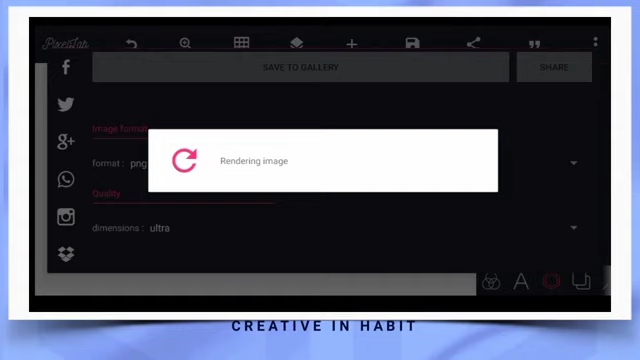 PixelLab
SAVE TO GALLERY
SHARE
Image format
format : png
Rendering image
Quality
dimensions : ultra
CREATIVE IN HABIT